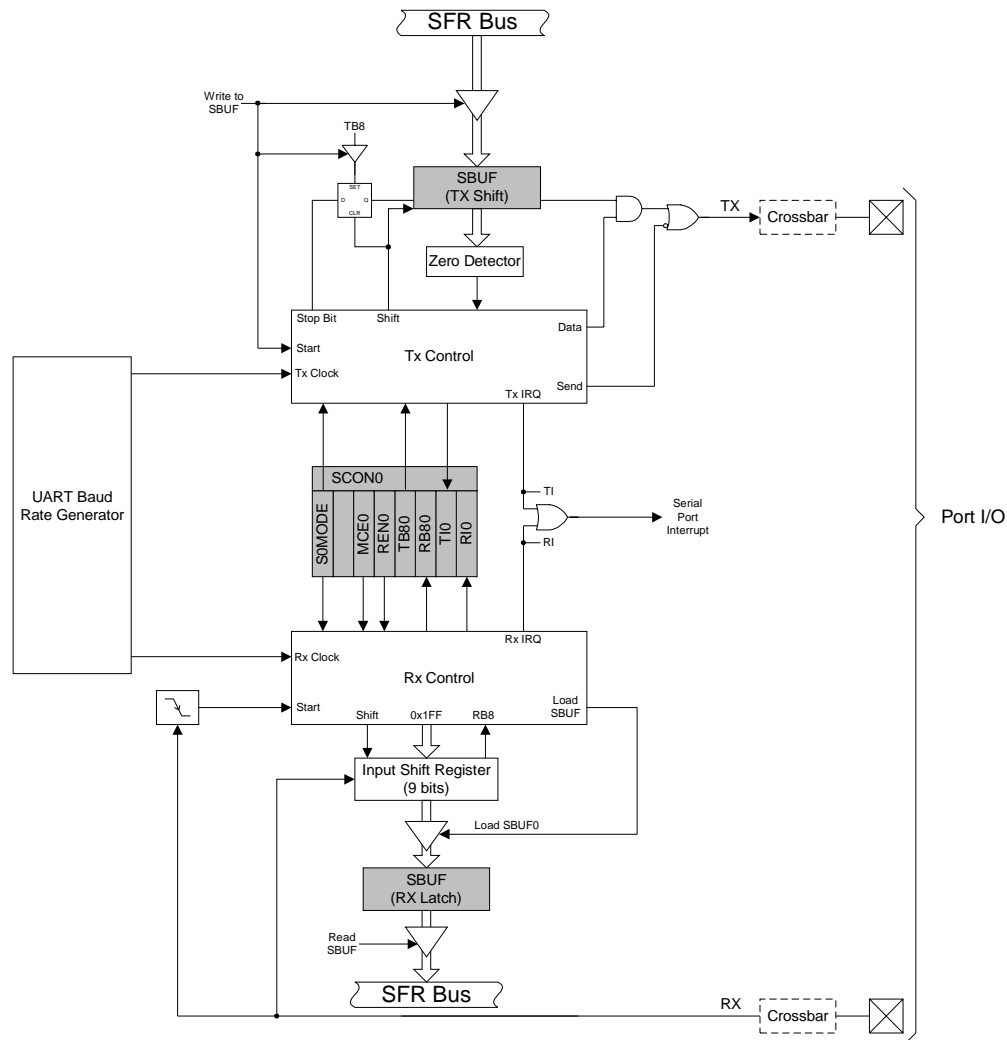 SFR Bus
Write to
SBUF
TB8
SET
D
Q
CLR
SBUF
(TX Shift)
TX
Crossbar
Zero Detector
Stop Bit
Shift
Data
Start
Tx Control
Tx Clock
Send
Tx IRQ
UART Baud
Rate Generator
SCON0
S0MODE
MCE0
REN0
TB80
RB80
TI0
RI0
TI
Serial
Port
Interrupt
RI
Port I/O
Rx IRQ
Rx Clock
Rx Control
Start
Load
SBUF
Shift
0x1FF
RB8
Input Shift Register
(9 bits)
Load SBUF0
SBUF
(RX Latch)
Read
SBUF
SFR Bus
RX
Crossbar